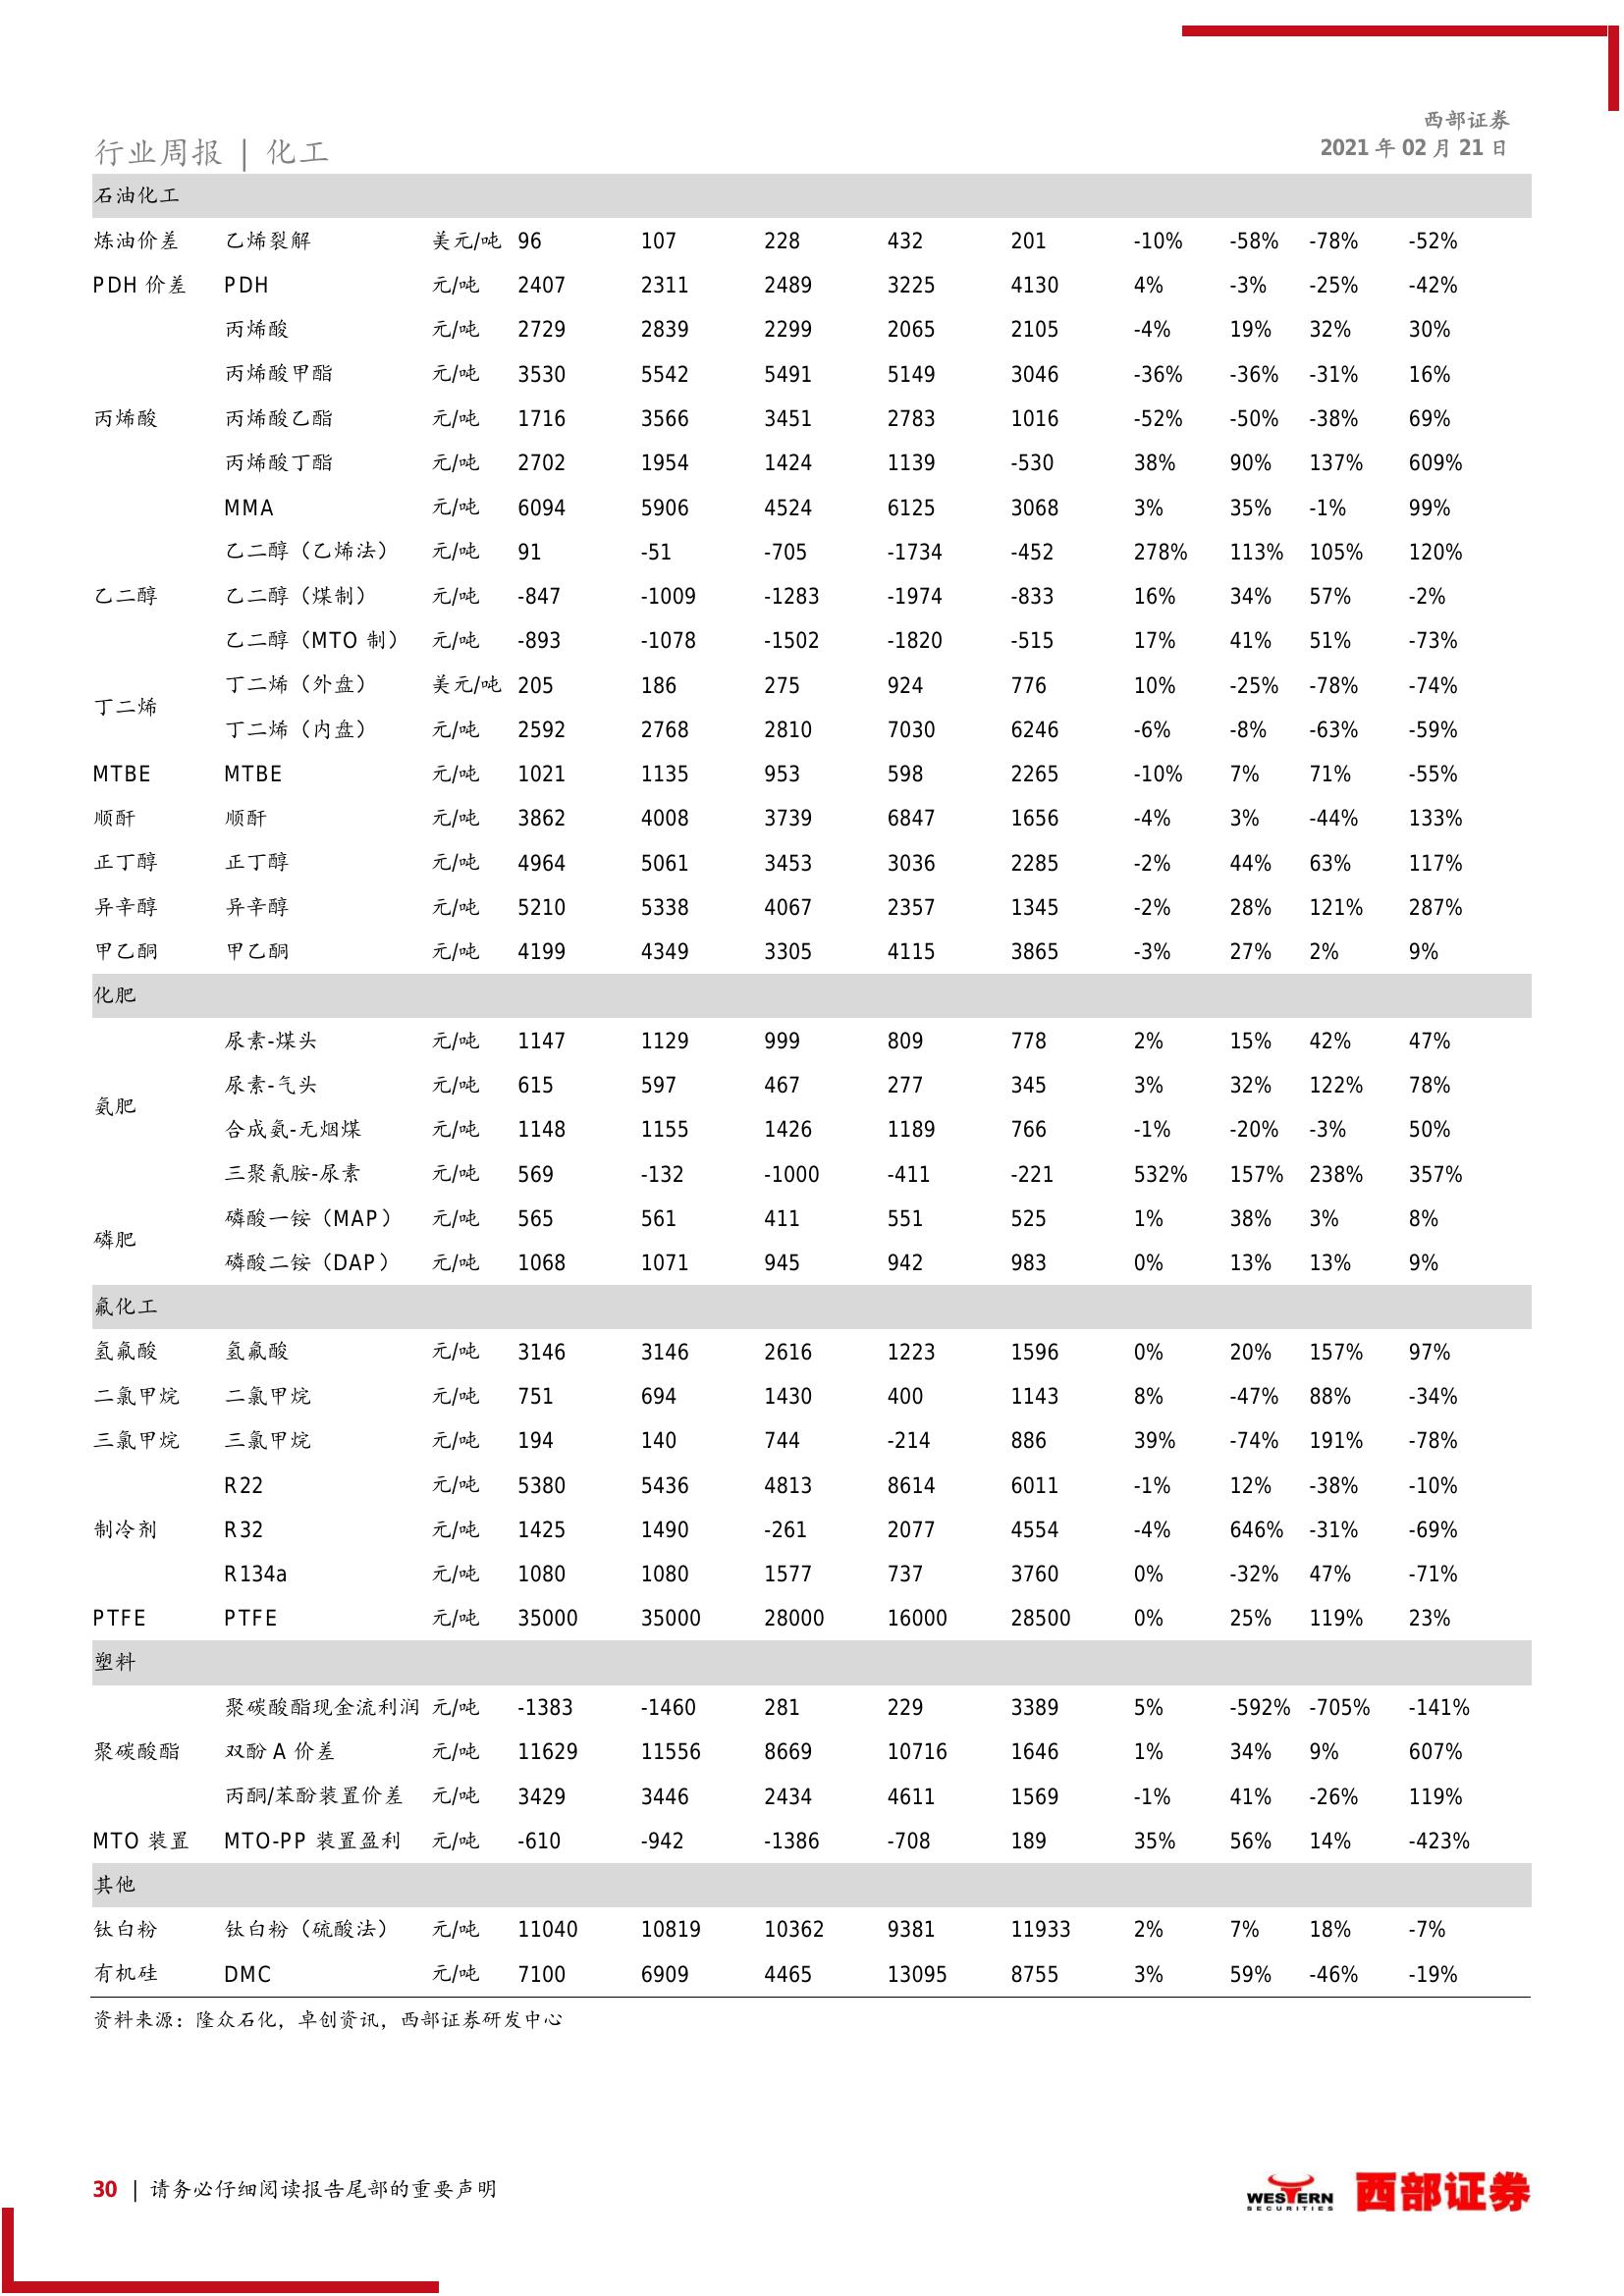 西部证券
行业周报 | 化工
2021 年 02 月 21 日
石油化工
炼油价差 乙烯裂解 美元/吨 96 107 228 432 201 -10% -58% -78% -52%
PDH 价差 PDH 元/吨 2407 2311 2489 3225 4130 4% -3% -25% -42%
丙烯酸 元/吨 2729 2839 2299 2065 2105 -4% 19% 32% 30%
丙烯酸甲酯 元/吨 3530 5542 5491 5149 3046 -36% -36% -31% 16%
丙烯酸 丙烯酸乙酯 元/吨 1716 3566 3451 2783 1016 -52% -50% -38% 69%
丙烯酸丁酯 元/吨 2702 1954 1424 1139 -530 38% 90% 137% 609%
MMA 元/吨 6094 5906 4524 6125 3068 3% 35% -1% 99%
乙二醇（乙烯法） 元/吨 91 -51 -705 -1734 -452 278% 113% 105% 120%
乙二醇 乙二醇（煤制） 元/吨 -847 -1009 -1283 -1974 -833 16% 34% 57% -2%
乙二醇（MTO 制） 元/吨 -893 -1078 -1502 -1820 -515 17% 41% 51% -73%
丁二烯（外盘） 美元/吨 205 186 275 924 776 10% -25% -78% -74%
丁二烯
丁二烯（内盘） 元/吨 2592 2768 2810 7030 6246 -6% -8% -63% -59%
MTBE MTBE 元/吨 1021 1135 953 598 2265 -10% 7% 71% -55%
顺酐 顺酐 元/吨 3862 4008 3739 6847 1656 -4% 3% -44% 133%
正丁醇 正丁醇 元/吨 4964 5061 3453 3036 2285 -2% 44% 63% 117%
异辛醇 异辛醇 元/吨 5210 5338 4067 2357 1345 -2% 28% 121% 287%
甲乙酮 甲乙酮 元/吨 4199 4349 3305 4115 3865 -3% 27% 2% 9%
化肥
尿素-煤头 元/吨 1147 1129 999 809 778 2% 15% 42% 47%
尿素-气头 元/吨 615 597 467 277 345 3% 32% 122% 78%
氨肥
合成氨-无烟煤 元/吨 1148 1155 1426 1189 766 -1% -20% -3% 50%
三聚氰胺-尿素 元/吨 569 -132 -1000 -411 -221 532% 157% 238% 357%
磷酸一铵（MAP） 元/吨 565 561 411 551 525 1% 38% 3% 8%
磷肥
磷酸二铵（DAP） 元/吨 1068 1071 945 942 983 0% 13% 13% 9%
氟化工
氢氟酸 氢氟酸 元/吨 3146 3146 2616 1223 1596 0% 20% 157% 97%
二氯甲烷 二氯甲烷 元/吨 751 694 1430 400 1143 8% -47% 88% -34%
三氯甲烷 三氯甲烷 元/吨 194 140 744 -214 886 39% -74% 191% -78%
R22 元/吨 5380 5436 4813 8614 6011 -1% 12% -38% -10%
制冷剂 R32 元/吨 1425 1490 -261 2077 4554 -4% 646% -31% -69%
R134a 元/吨 1080 1080 1577 737 3760 0% -32% 47% -71%
PTFE PTFE 元/吨 35000 35000 28000 16000 28500 0% 25% 119% 23%
塑料
聚碳酸酯现金流利润 元/吨 -1383 -1460 281 229 3389 5% -592% -705% -141%
聚碳酸酯 双酚 A 价差 元/吨 11629 11556 8669 10716 1646 1% 34% 9% 607%
丙酮/苯酚装置价差 元/吨 3429 3446 2434 4611 1569 -1% 41% -26% 119%
MTO 装置 MTO-PP 装置盈利 元/吨 -610 -942 -1386 -708 189 35% 56% 14% -423%
其他
钛白粉 钛白粉（硫酸法） 元/吨 11040 10819 10362 9381 11933 2% 7% 18% -7%
有机硅 DMC 元/吨 7100 6909 4465 13095 8755 3% 59% -46% -19%
资料来源：隆众石化，卓创资讯，西部证券研发中心
30 | 请务必仔细阅读报告尾部的重要声明
WESTERN
SECURITIES
西部证券